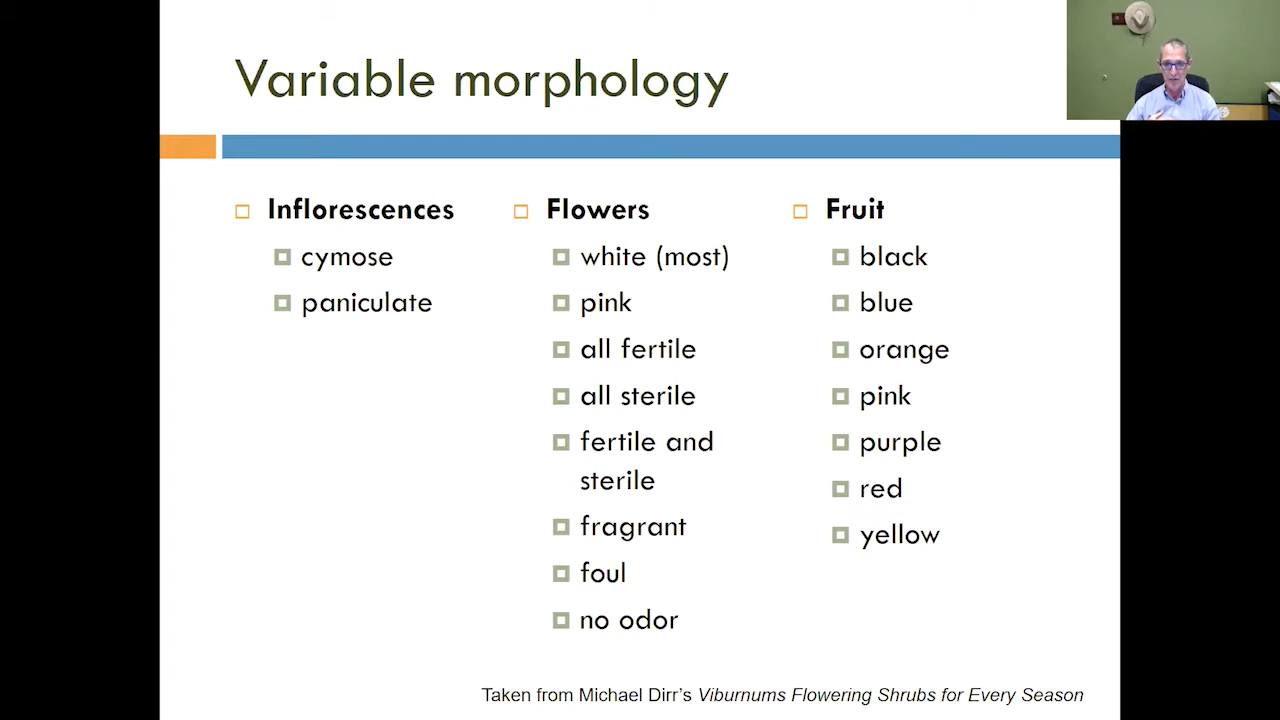 Variable morphology
Inflorescences
cymose
paniculate
Flowers
white (most)
pink
all fertile
all sterile
fertile and
sterile
fragrant
foul
no odor
Fruit
black
blue
orange
pink
purple
red
yellow
Taken from Michael Dirr's Viburnums Flowering Shrubs for Every Season